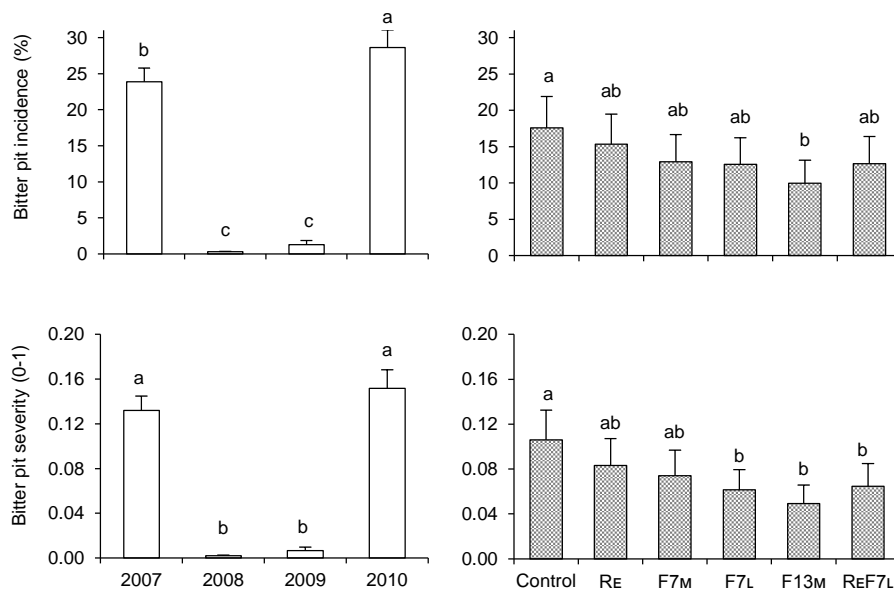 Bitter pit incidence (%)
30
25
20
15
10
5
0
b
c
c
a
30
25
20
15
10
5
0
a
ab
ab
ab
b
ab
Bitter pit severity (0-1)
0.20
0.16
0.12
0.08
0.04
0.00
a
b
b
a
2007 2008 2009 2010
0.20
0.16
0.12
0.08
0.04
0.00
a
ab
ab
b
b
b
Control RE F7M F7L F13M REF7L